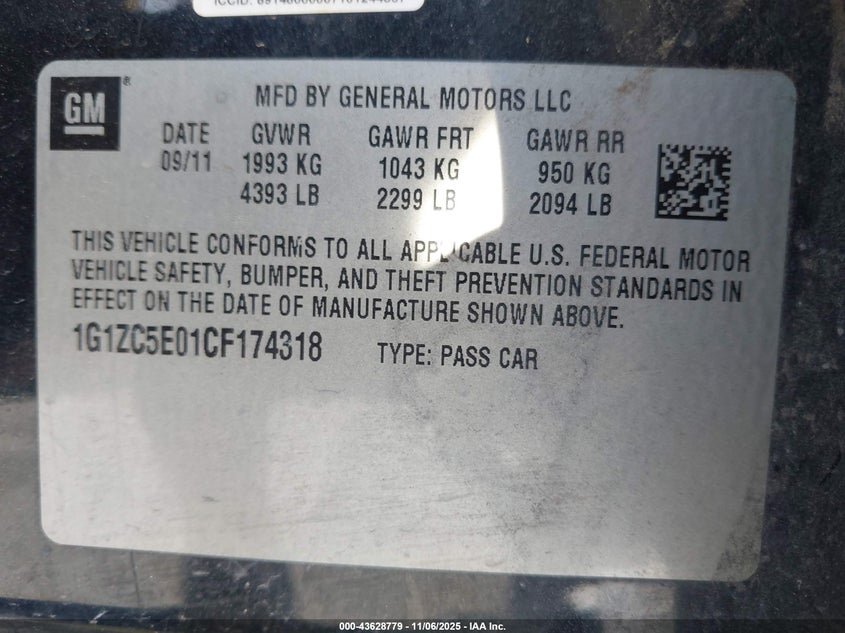 GM®
MFD BY GENERAL MOTORS LLC
DATE GVWR GAWR FRT GAWR RR
09/11 1993 KG 1043 KG 950 KG
4393 LB 2299 LB 2094 LB
THIS VEHICLE CONFORMS TO ALL APPLICABLE U.S. FEDERAL MOTOR
VEHICLE SAFETY, BUMPER, AND THEFT PREVENTION STANDARDS IN
EFFECT ON THE DATE OF MANUFACTURE SHOWN ABOVE.
1G1ZC5E01CF174318 TYPE: PASS CAR
000-43628779 - 11/06/2025 - IAA Inc.